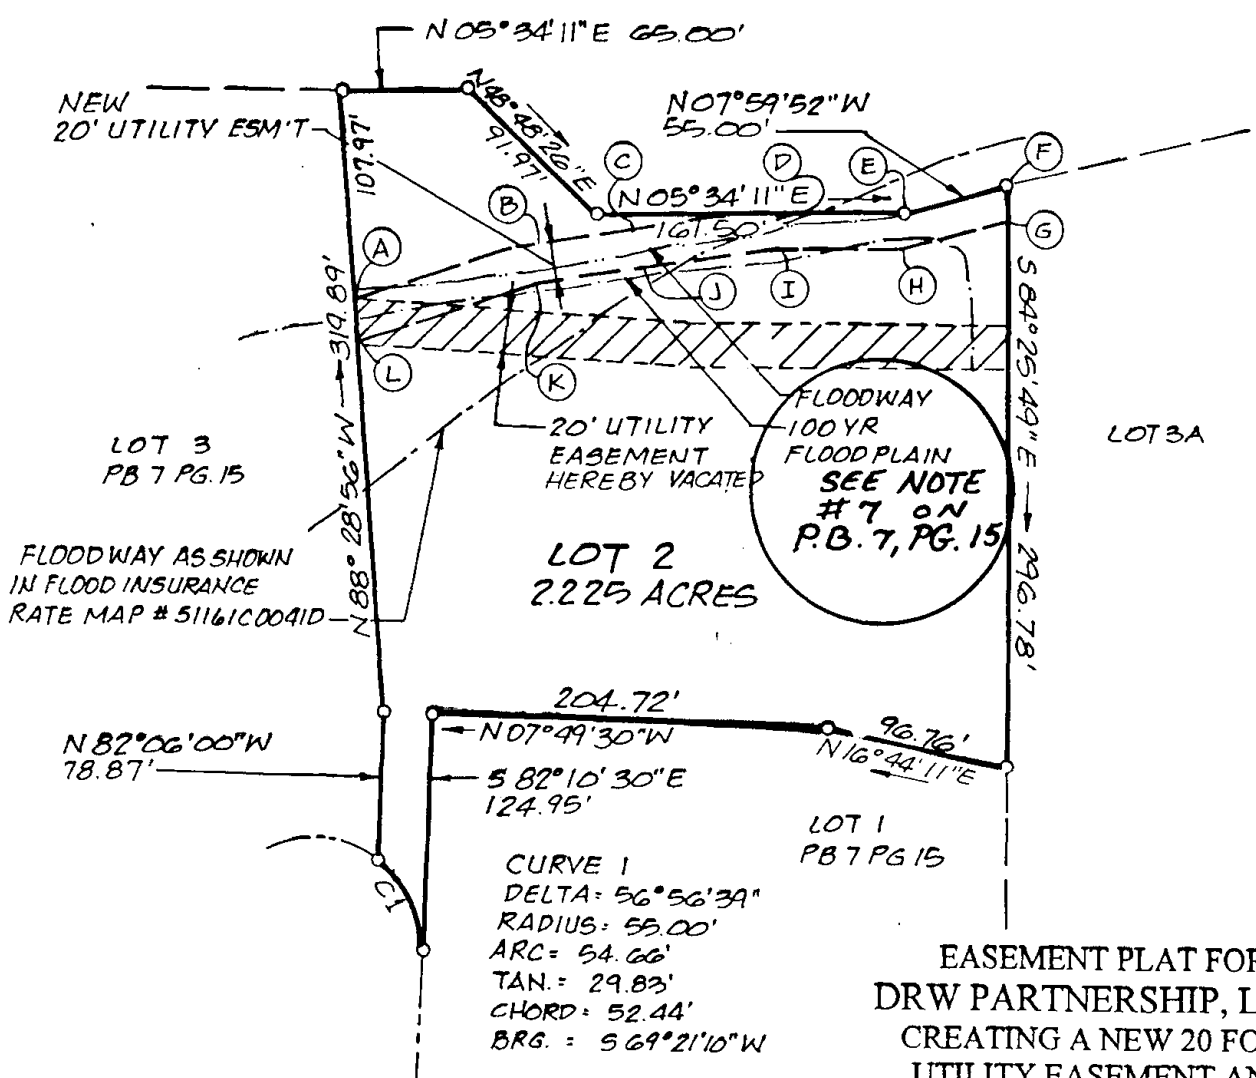 N 05°34'11"E 65.00'
NEW
20' UTILITY ESM'T
107.97'
N48°48'26"E
91.97'
N07°59'52"W
55.00'
C
D
E
F
B
N 05°34'11"E
167.50'
A
G
J
I
H
L
K
S 84°25'49"E
296.78'
319.89'
N 88° 28'56"W
FLOODWAY
100 YR
FLOODPLAIN
20' UTILITY
EASEMENT
HEREBY VACATED
SEE NOTE
#7 ON
P.B. 7, PG. 15
LOT 3
PB 7 PG. 15
LOT 3A
FLOODWAY AS SHOWN
IN FLOOD INSURANCE
RATE MAP # 51161C0041D
LOT 2
2.225 ACRES
204.72'
N 07°49'30"W
96.76'
N 16°44'11"E
N 82°06'00"W
78.87'
S 82°10'30"E
124.95'
LOT 1
PB 7 PG 15
C1
CURVE 1
DELTA= 56°56'39"
RADIUS= 55.00'
ARC= 54.66'
TAN.= 29.83'
CHORD= 52.44'
BRG. = S 69°21'10"W
EASEMENT PLAT FOR
DRW PARTNERSHIP, L
CREATING A NEW 20 FO
UTILITY EASEMENT AN